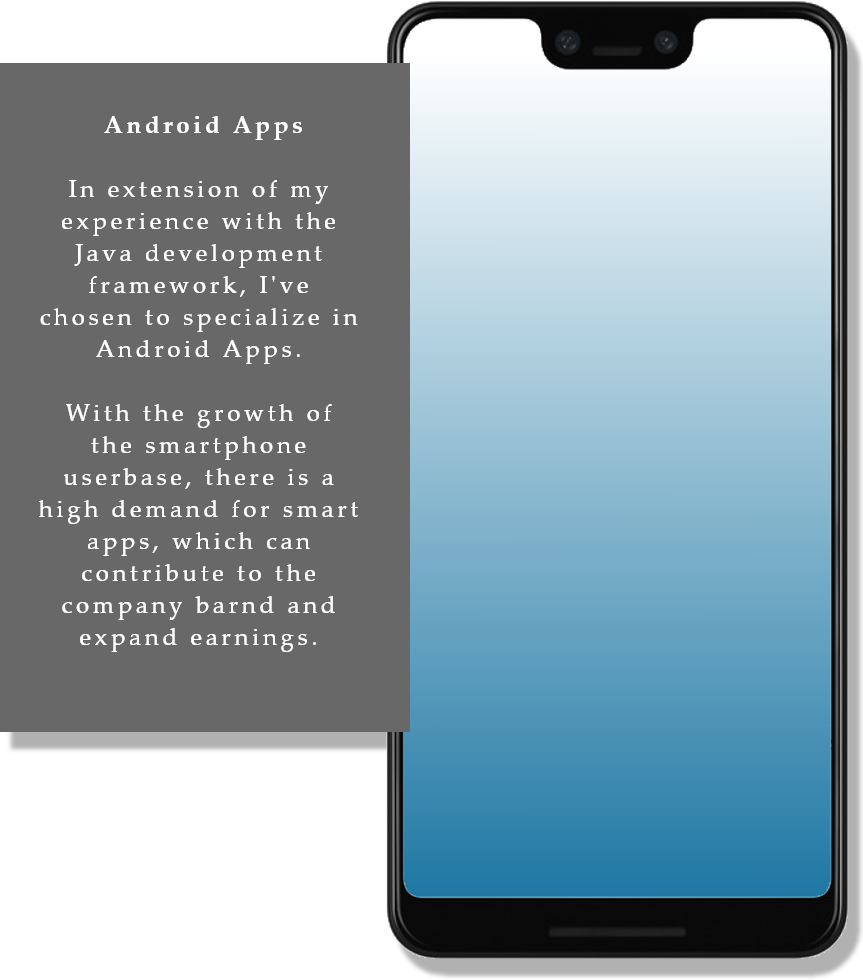 Android Apps
In extension of my
experience with the
Java development
framework, I've
chosen to specialize in
Android Apps.
With the growth of
the smartphone
userbase, there is a
high demand for smart
apps, which can
contribute to the
company barnd and
expand earnings.